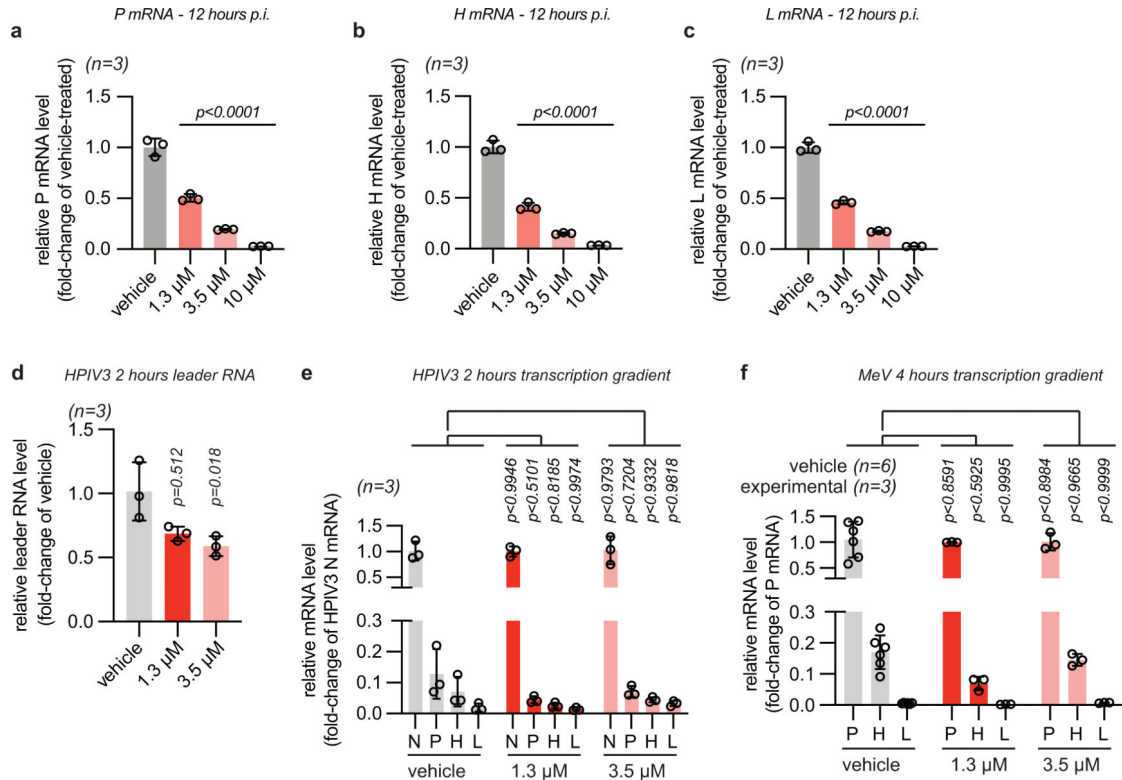 P mRNA - 12 hours p.i.
H mRNA - 12 hours p.i.
L mRNA - 12 hours p.i.
a
(n=3)
relative P mRNA level
(fold-change of vehicle-treated)
1.5
1.0
0.5
0.0
p<0.0001
vehicle
1.3 µM
3.5 µM
10 µM
b
(n=3)
relative H mRNA level
(fold-change of vehicle-treated)
1.5
1.0
0.5
0.0
p<0.0001
vehicle
1.3 µM
3.5 µM
10 µM
c
(n=3)
relative L mRNA level
(fold-change of vehicle-treated)
1.5
1.0
0.5
0.0
p<0.0001
vehicle
1.3 µM
3.5 µM
10 µM
d
HPIV3 2 hours leader RNA
(n=3)
relative leader RNA level
(fold-change of vehicle)
1.5
1.0
0.5
0.0
p=0.512
p=0.018
vehicle
1.3 µM
3.5 µM
e
HPIV3 2 hours transcription gradient
(n=3)
relative mRNA level
(fold-change of HPIV3 N mRNA)
p<0.9946
p<0.5101
p<0.8185
p<0.9974
p<0.9793
p<0.7204
p<0.9332
p<0.9818
1.5
1.0
0.5
0.3
0.2
0.1
0.0
N P H L N P H L N P H L
vehicle 1.3 µM 3.5 µM
f
MeV 4 hours transcription gradient
vehicle (n=6)
experimental (n=3)
relative mRNA level
(fold-change of P mRNA)
p<0.8591
p<0.5925
p<0.9995
p<0.8984
p<0.9665
p<0.9999
1.5
1.0
0.5
0.3
0.2
0.1
0.0
P H L P H L P H L
vehicle 1.3 µM 3.5 µM